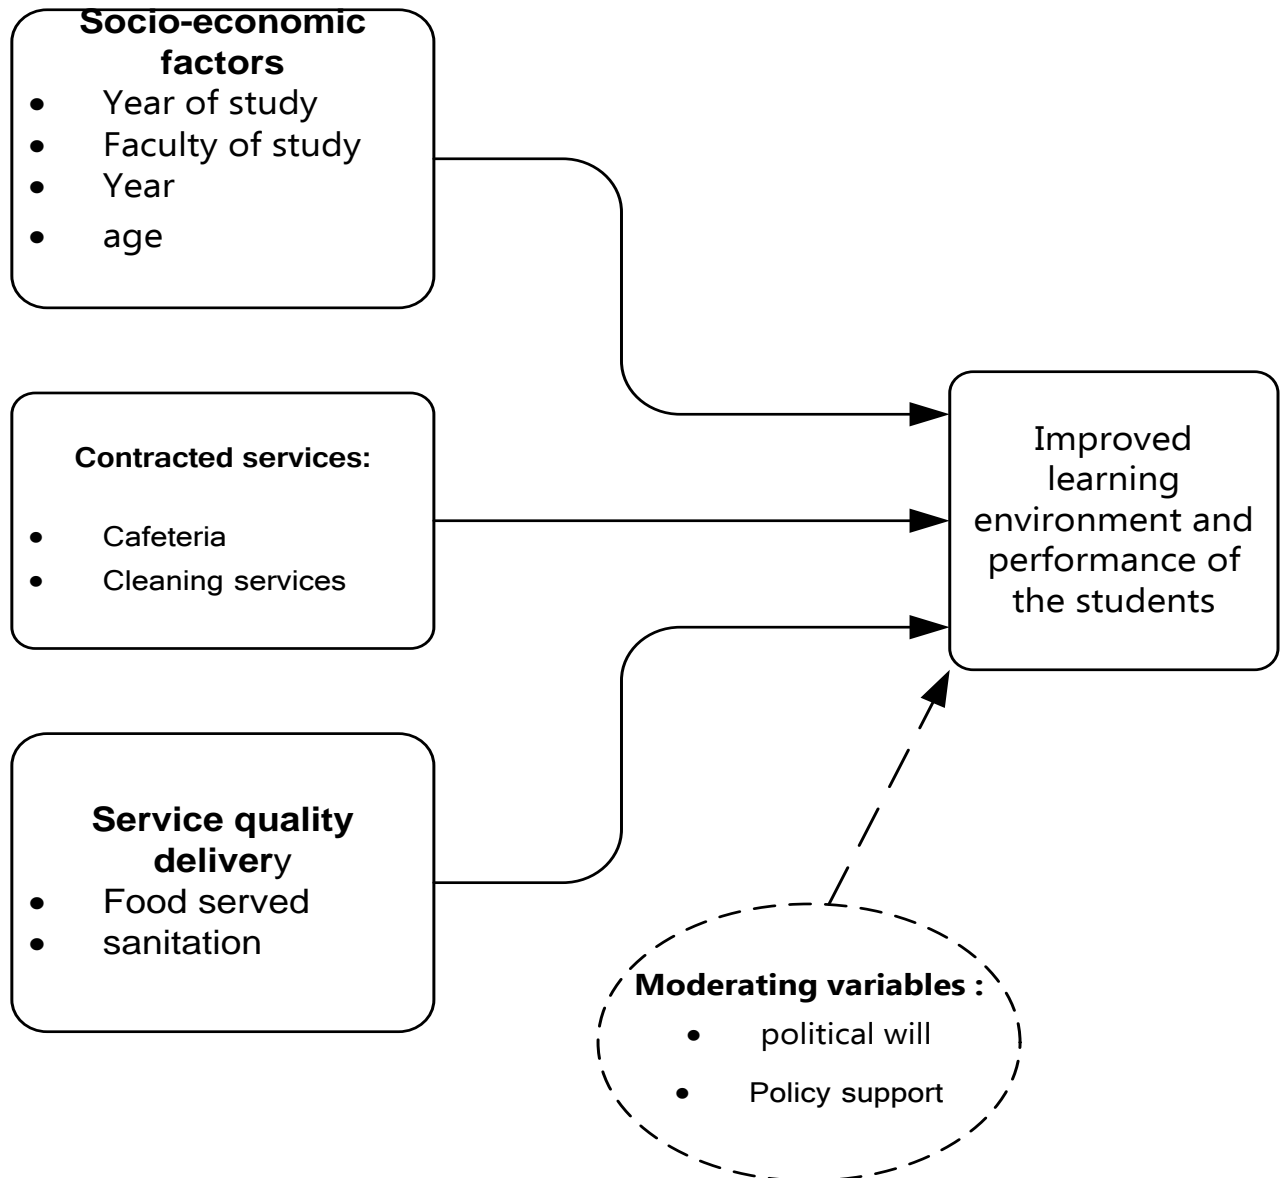 Socio-economic
factors
• Year of study
• Faculty of study
• Year
• age
Contracted services:
• Cafeteria
• Cleaning services
Service quality
delivery
• Food served
• sanitation
Improved
learning
environment and
performance of
the students
Moderating variables :
• political will
• Policy support